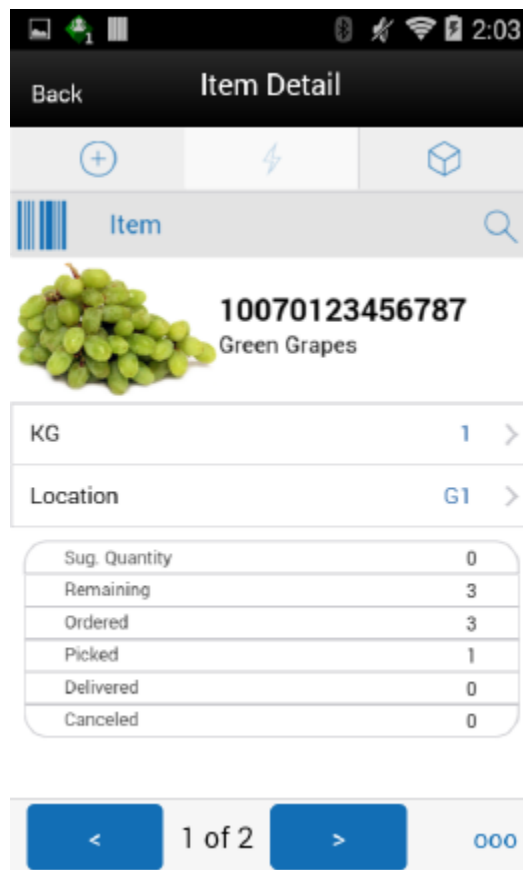 1
2:03
Back
Item Detail
Item
10070123456787
Green Grapes
KG 1 >
Location G1 >
Sug. Quantity 0
Remaining 3
Ordered 3
Picked 1
Delivered 0
Canceled 0
< 1 of 2 > ooo